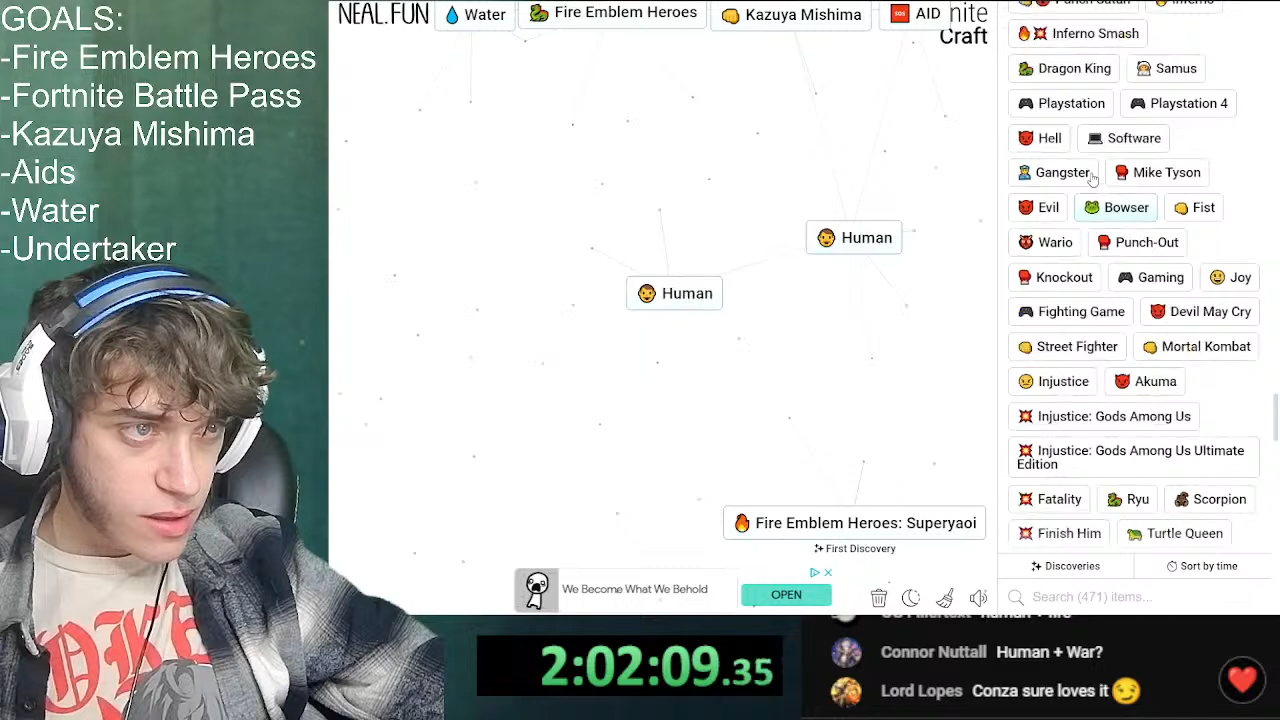 GOALS:
-Fire Emblem Heroes
-Fortnite Battle Pass
-Kazuya Mishima
-Aids
-Water
-Undertaker
NEAL.FUN
Water
Fire Emblem Heroes
Kazuya Mishima
SOS AID
nite
Craft
Human
Human
Fire Emblem Heroes: Superyaoi
First Discovery
We Become What We Behold
OPEN
Inferno Smash
Dragon King
Samus
Playstation
Playstation 4
Hell
Software
Gangster
Mike Tyson
Evil
Bowser
Fist
Wario
Punch-Out
Knockout
Gaming
Joy
Fighting Game
Devil May Cry
Street Fighter
Mortal Kombat
Injustice
Akuma
Injustice: Gods Among Us
Injustice: Gods Among Us Ultimate
Edition
Fatality
Ryu
Scorpion
Finish Him
Turtle Queen
Discoveries
Sort by time
Search (471) items...
2:02:09.35
Connor Nuttall Human + War?
Lord Lopes Conza sure loves it